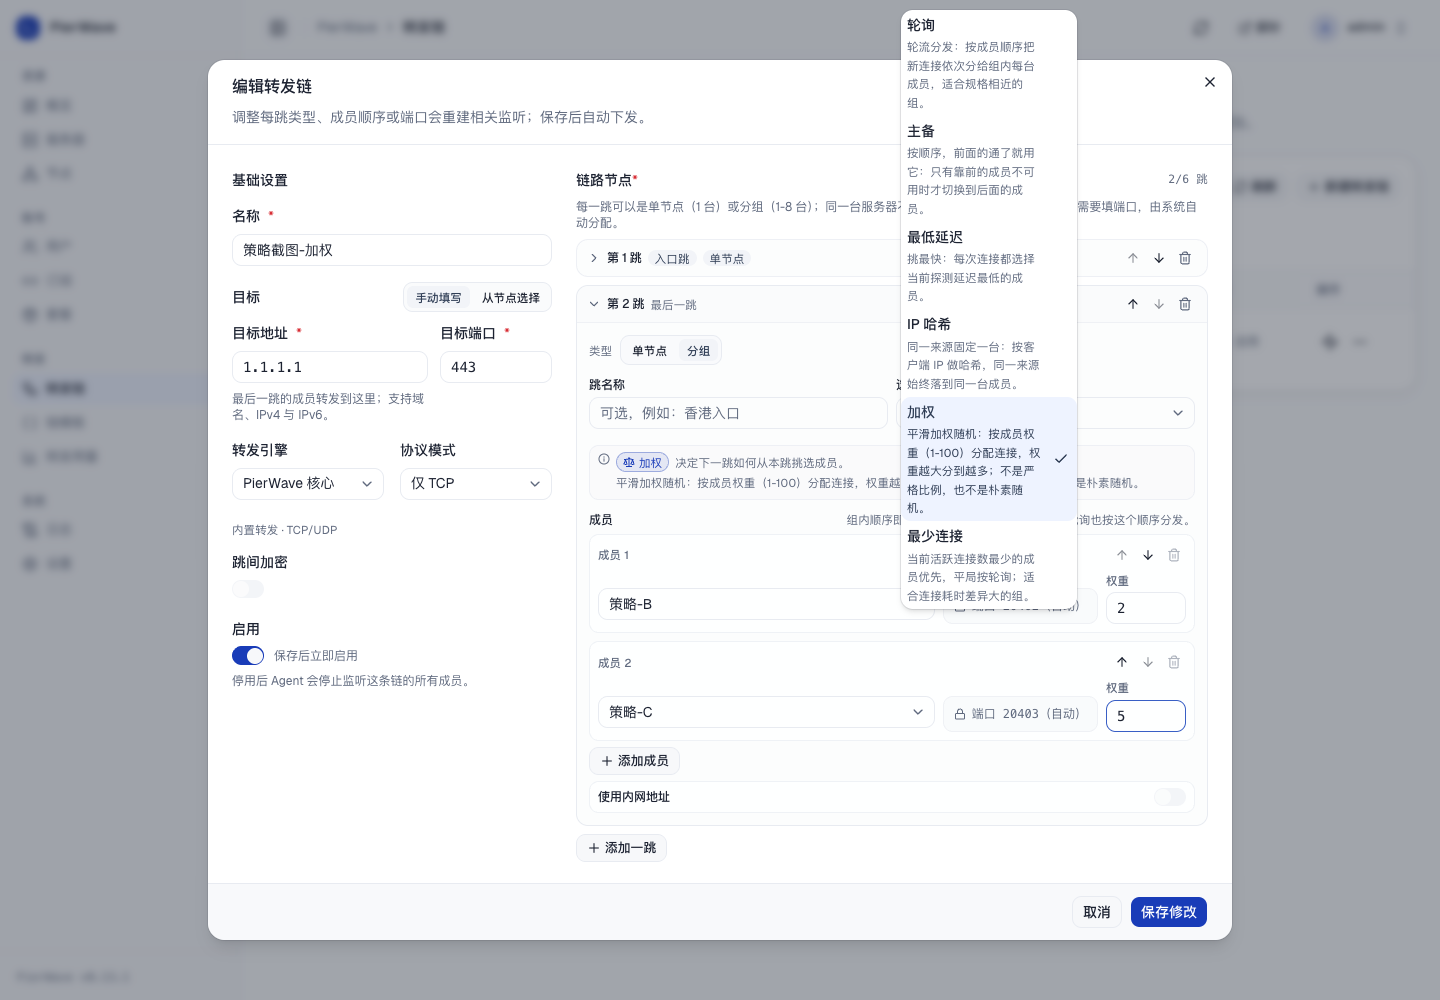 PierWave
PierWave
转发链
admin
编辑转发链
调整每跳类型、成员顺序或端口会重建相关监听；保存后自动下发。
基础设置
名称 *
策略截图-加权
目标
手动填写
从节点选择
目标地址 *
目标端口 *
1.1.1.1
443
最后一跳的成员转发到这里；支持域
名、IPv4 与 IPv6。
转发引擎
协议模式
PierWave 核心
仅 TCP
内置转发 · TCP/UDP
跳间加密
启用
保存后立即启用
停用后 Agent 会停止监听这条链的所有成员。
链路节点*
2/6 跳
每一跳可以是单节点（1 台）或分组（1-8 台）；同一台服务器
需要填端口，由系统自
动分配。
第 1 跳
入口跳
单节点
第 2 跳
最后一跳
类型
单节点
分组
跳名称
可选，例如：香港入口
加权
决定下一跳如何从本跳挑选成员。
平滑加权随机：按成员权重（1-100）分配连接，权重越
是朴素随机。
成员
组内顺序即
询也按这个顺序分发。
成员 1
策略-B
权重
2
成员 2
策略-C
端口 20403（自动）
权重
5
添加成员
使用内网地址
添加一跳
取消
保存修改
轮询
轮流分发：按成员顺序把
新连接依次分给组内每台
成员，适合规格相近的
组。
主备
按顺序，前面的通了就用
它：只有靠前的成员不可
用时才切换到后面的成
员。
最低延迟
挑最快：每次连接都选择
当前探测延迟最低的成
员。
IP 哈希
同一来源固定一台：按客
户端 IP 做哈希，同一来源
始终落到同一台成员。
加权
平滑加权随机：按成员权
重（1-100）分配连接，权
重越大分到越多；不是严
格比例，也不是朴素随
机。
最少连接
当前活跃连接数最少的成
员优先，平局按轮询；适
合连接耗时差异大的组。